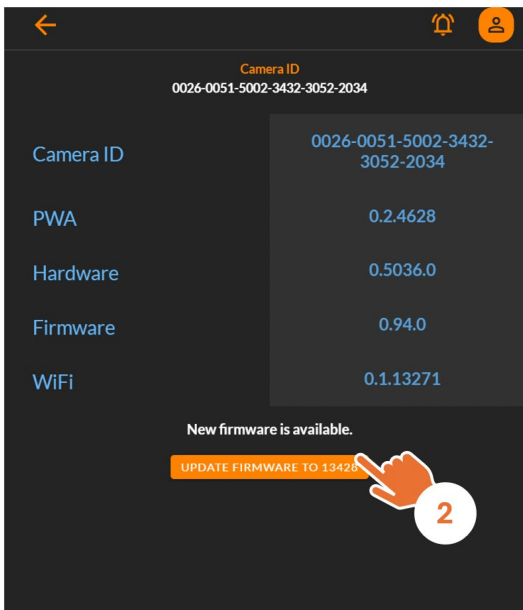 Camera ID
0026-0051-5002-3432-3052-2034
Camera ID
0026-0051-5002-3432-
3052-2034
PWA
0.2.4628
Hardware
0.5036.0
Firmware
0.94.0
WiFi
0.1.13271
New firmware is available.
UPDATE FIRMWARE TO 13428
2